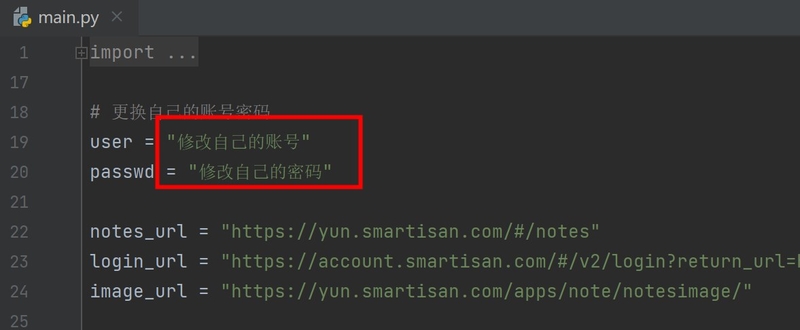 main.py
1 import ...
17
18 # 更换自己的账号密码
19 user = "修改自己的账号"
20 passwd = "修改自己的密码"
21
22 notes_url = "https://yun.smartisan.com/#/notes"
23 login_url = "https://account.smartisan.com/#/v2/login?return_url=
24 image_url = "https://yun.smartisan.com/apps/note/notesimage/"
25